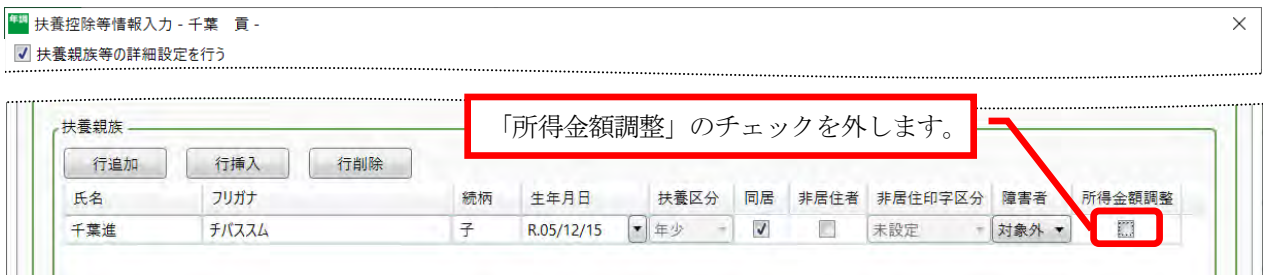 年調 扶養控除等情報入力 - 千葉　貢 -
扶養親族等の詳細設定を行う
「所得金額調整」のチェックを外します。
扶養親族
行追加 行挿入 行削除
氏名 フリガナ 続柄 生年月日 扶養区分 同居 非居住者 非居住印字区分 障害者 所得金額調整
千葉進 チバススム 子 R.05/12/15 年少 未設定 対象外